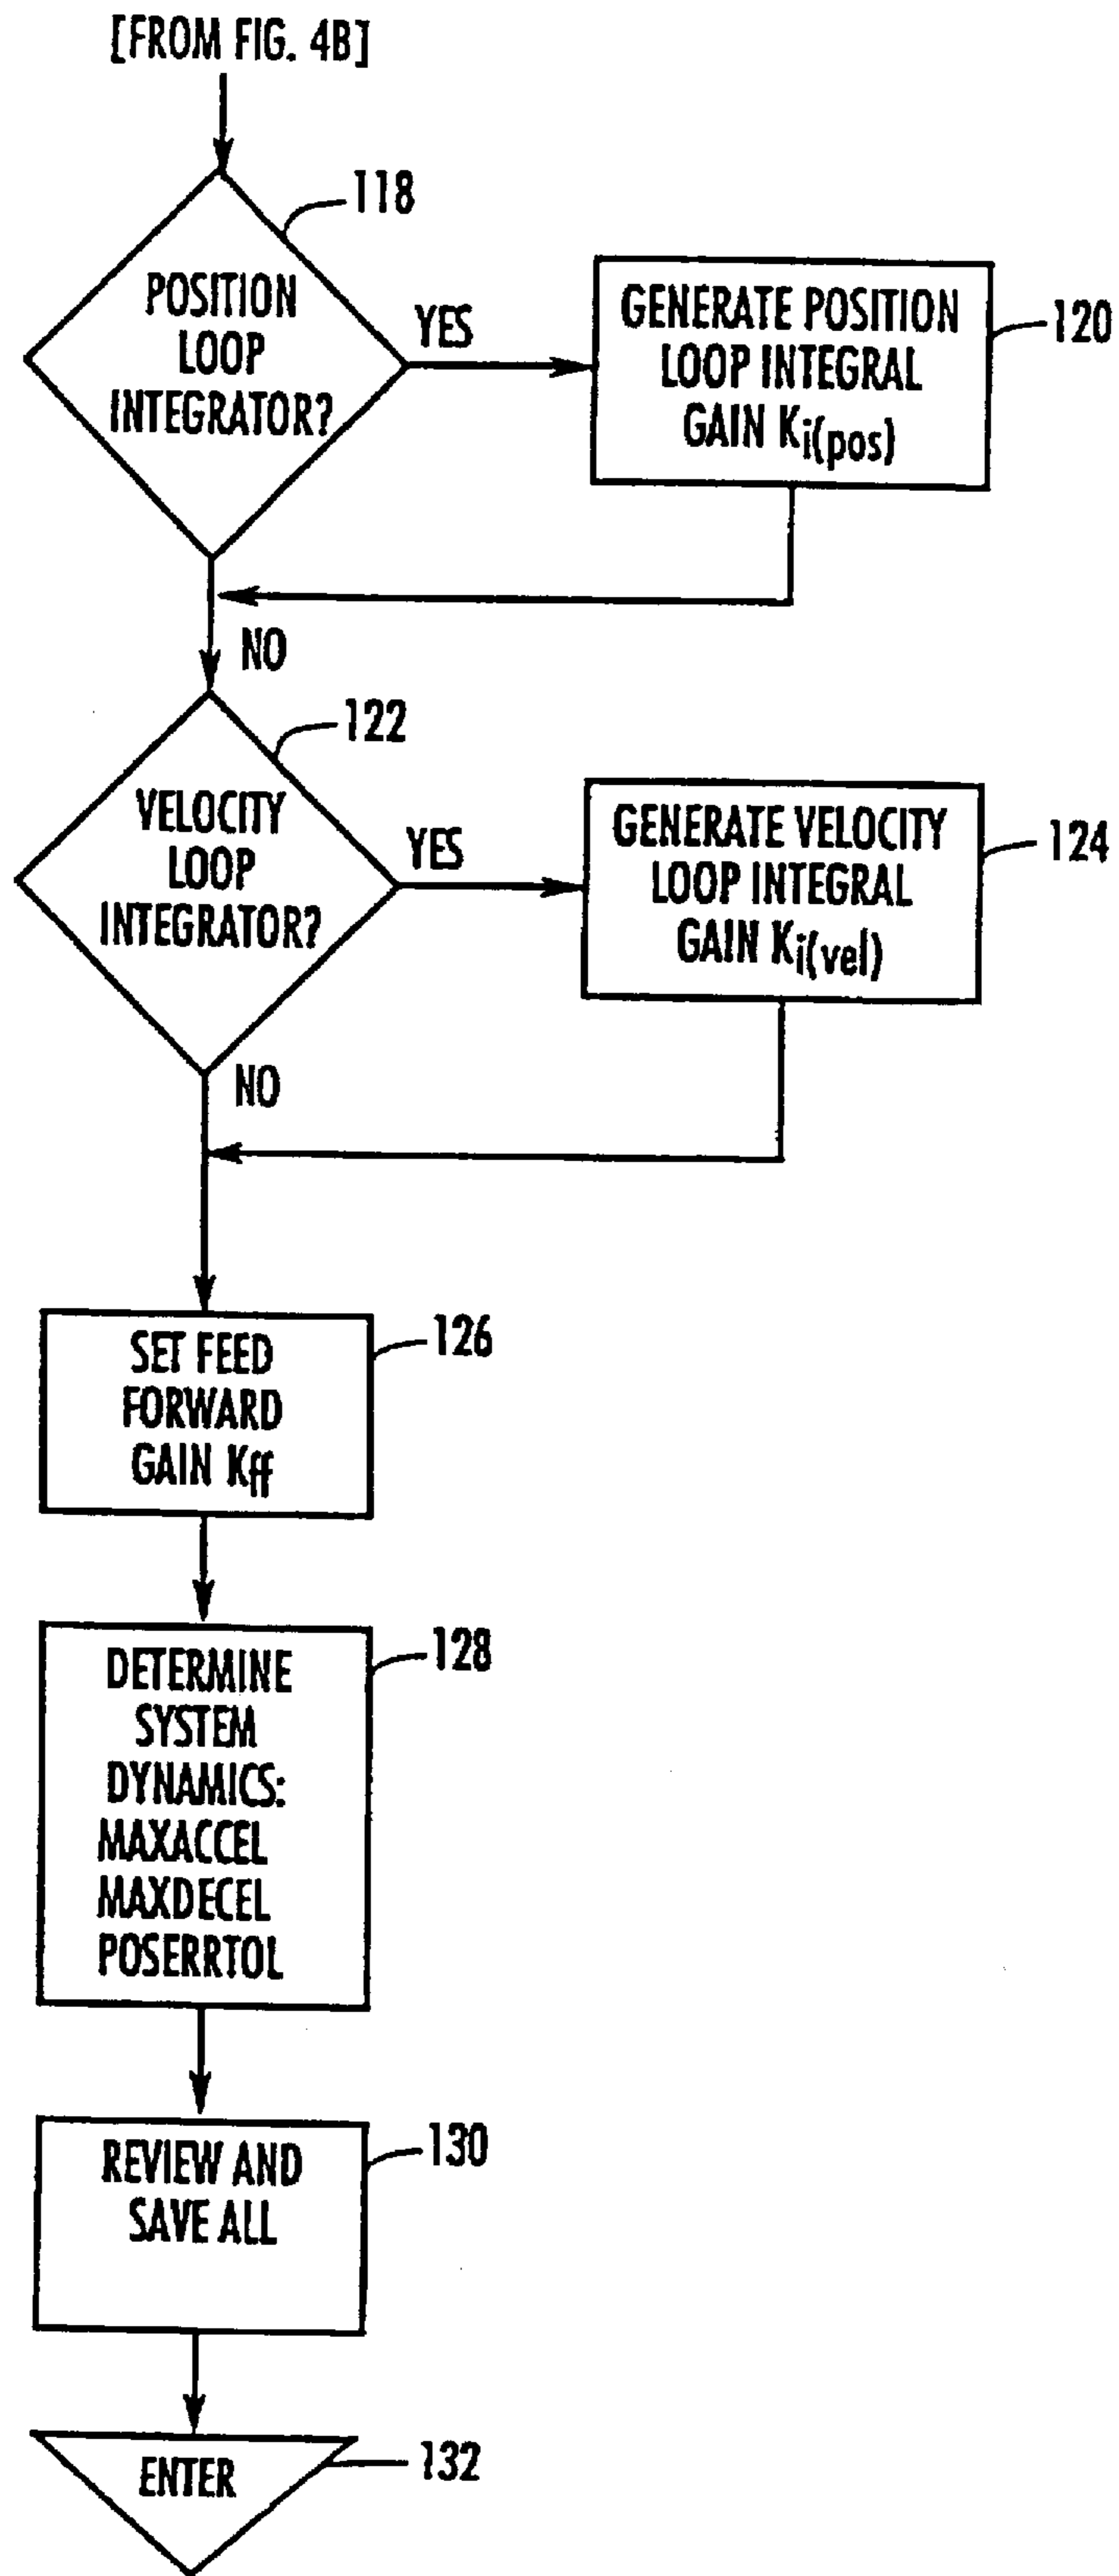 [FROM FIG. 4B]
118
POSITION
LOOP
INTEGRATOR?
YES
GENERATE POSITION
LOOP INTEGRAL
GAIN Ki(pos)
120
NO
122
VELOCITY
LOOP
INTEGRATOR?
YES
GENERATE VELOCITY
LOOP INTEGRAL
GAIN Ki(vel)
124
NO
SET FEED
FORWARD
GAIN Kff
126
DETERMINE
SYSTEM
DYNAMICS:
MAXACCEL
MAXDECEL
POSERRTOL
128
REVIEW AND
SAVE ALL
130
ENTER
132